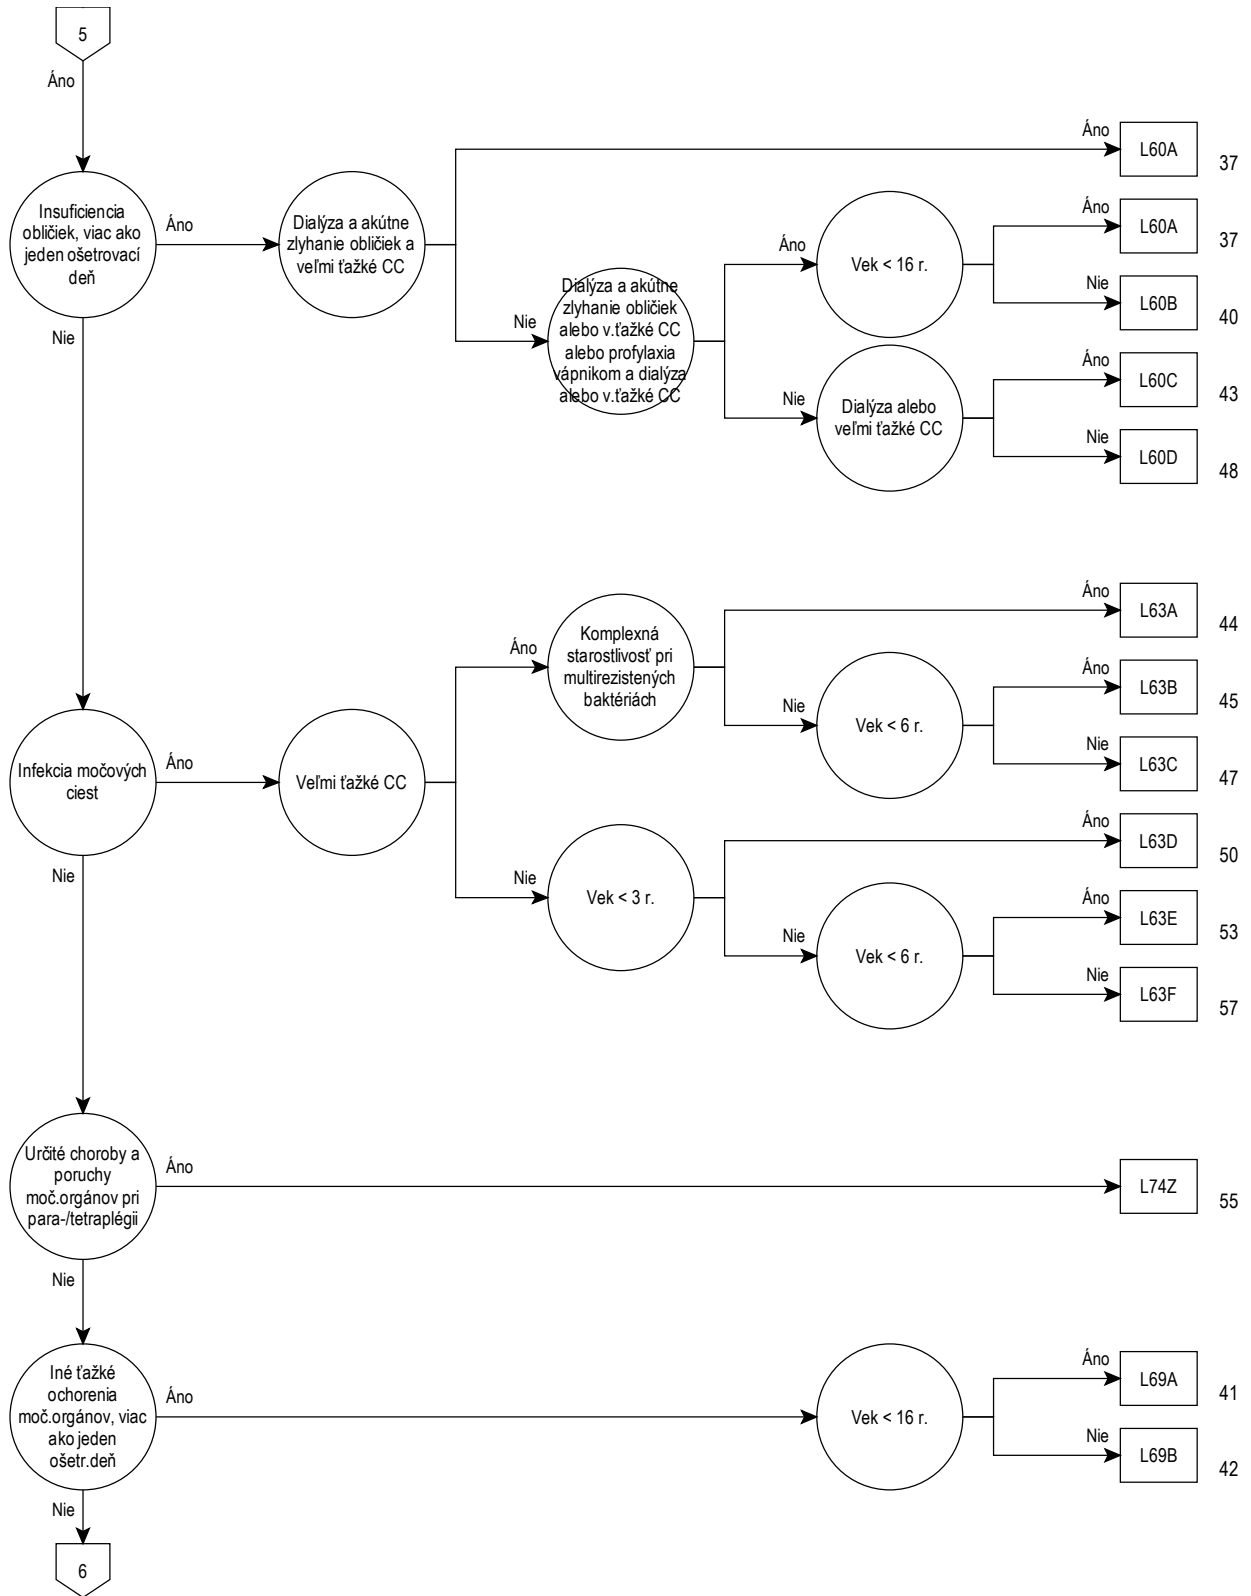 5
Áno
Insuficiencia
obličiek, viac ako
jeden ošetrovací
deň
Áno
Dialýza a akútne
zlyhanie obličiek a
veľmi ťažké CC
Áno
L60A
37
Nie
Dialýza a akútne
zlyhanie obličiek
alebo v.ťažké CC
alebo profylaxia
vápnikom a dialýza
alebo v.ťažké CC
Áno
Vek < 16 r.
Áno
L60A
37
Nie
L60B
40
Nie
Dialýza alebo
veľmi ťažké CC
Áno
L60C
43
Nie
L60D
48
Nie
Infekcia močových
ciest
Áno
Veľmi ťažké CC
Áno
Komplexná
starostlivosť pri
multirezistených
baktériách
Áno
L63A
44
Nie
Vek < 6 r.
Áno
L63B
45
Nie
L63C
47
Nie
Vek < 3 r.
Áno
L63D
50
Nie
Vek < 6 r.
Áno
L63E
53
Nie
L63F
57
Nie
Určité choroby a
poruchy
moč.orgánov pri
para-/tetraplégii
Áno
L74Z
55
Nie
Iné ťažké
ochorenia
moč.orgánov, viac
ako jeden
ošetr.deň
Áno
Vek < 16 r.
Áno
L69A
41
Nie
L69B
42
Nie
6